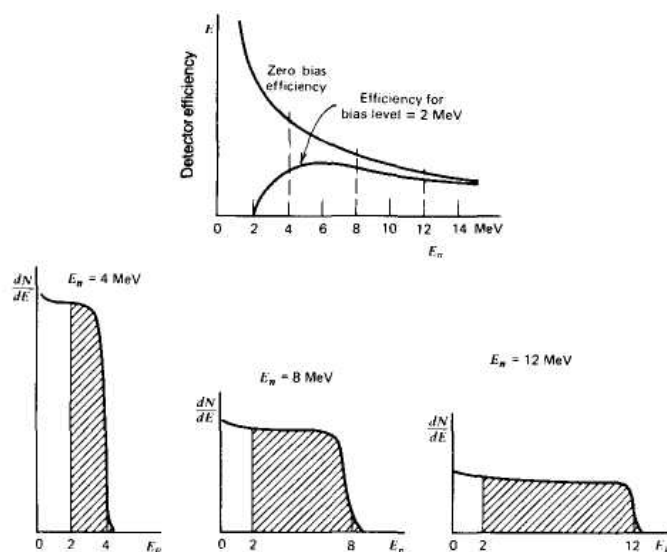 E
Detector efficiency
Zero bias
efficiency
Efficiency for
bias level = 2 MeV
0 2 4 6 8 10 12 14 MeV
E_n
dN/dE
E_n = 4 MeV
0 2 4 E_p
dN/dE
E_n = 8 MeV
0 2 8 E_p
E_n = 12 MeV
dN/dE
0 2 12 E_p